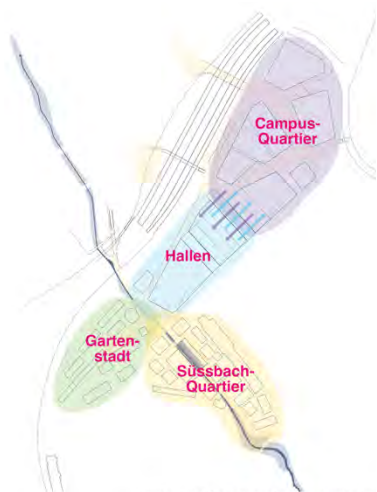 Campus-
Quartier
Hallen
Garten-
stadt
Süssbach-
Quartier